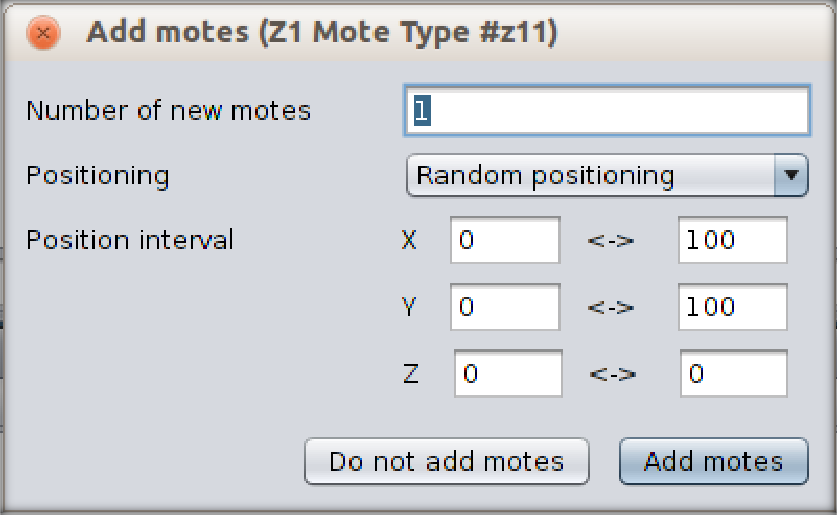 Add motes (Z1 Mote Type #z11)
Number of new motes 1
Positioning Random positioning
Position interval X 0 <-> 100
Y 0 <-> 100
Z 0 <-> 0
Do not add motes Add motes